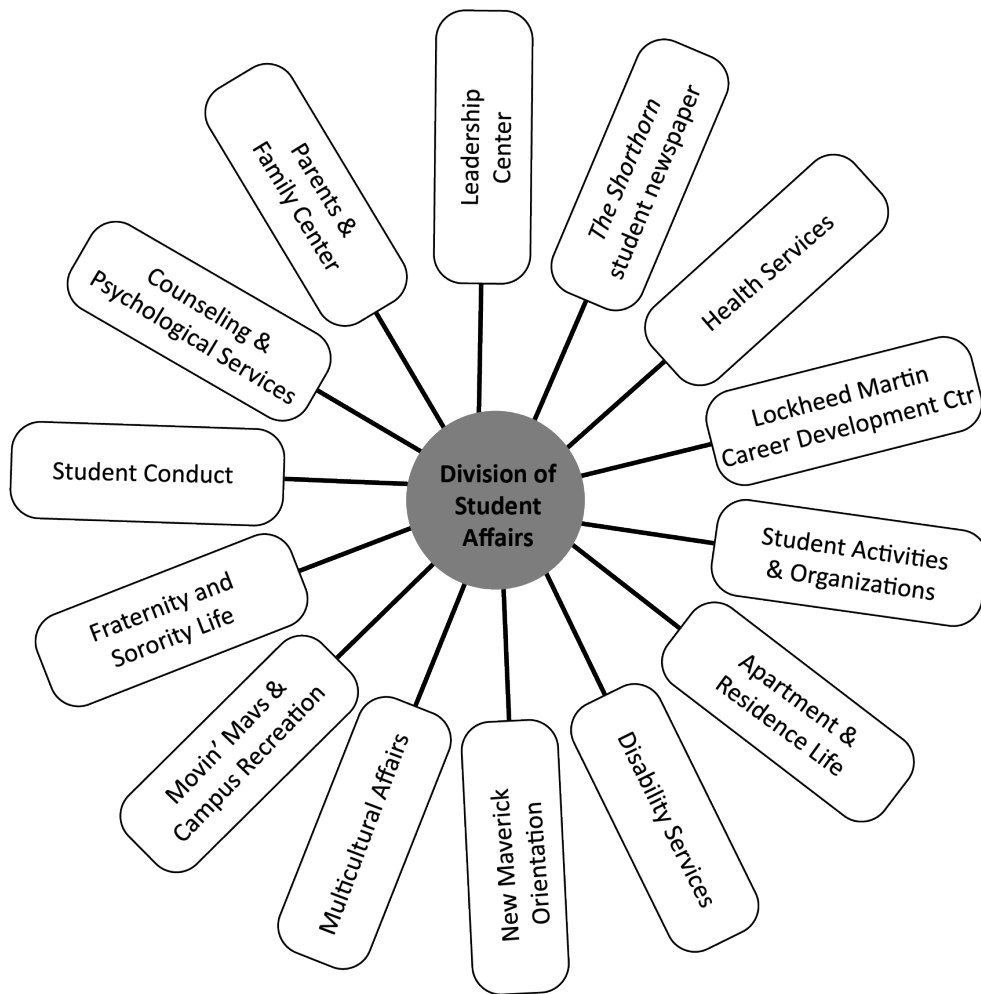 Division of
Student
Affairs
Leadership
Center
The Shorthorn
student newspaper
Health Services
Lockheed Martin
Career Development Ctr
Student Activities
& Organizations
Apartment &
Residence Life
Disability Services
New Maverick
Orientation
Multicultural Affairs
Movin’ Mavs &
Campus Recreation
Fraternity and
Sorority Life
Student Conduct
Counseling &
Psychological Services
Parents &
Family Center